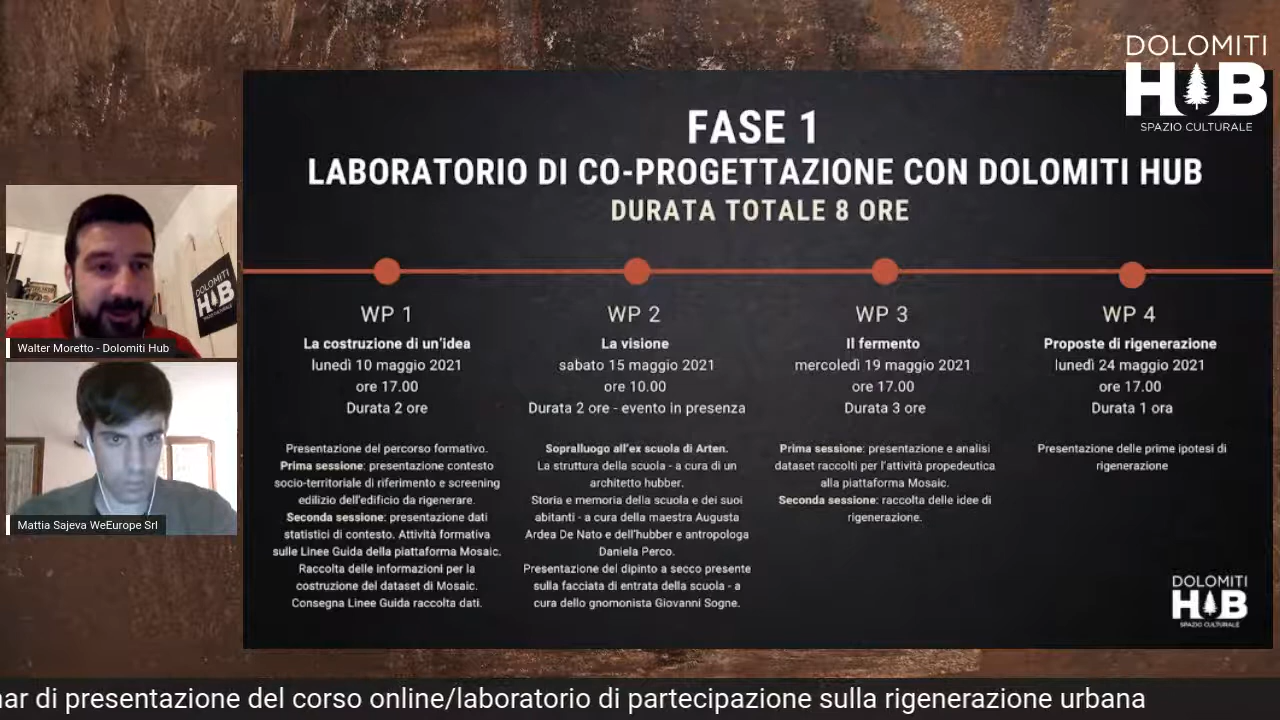 DOLOMITI
HUB
SPAZIO CULTURALE
FASE 1
LABORATORIO DI CO-PROGETTAZIONE CON DOLOMITI HUB
DURATA TOTALE 8 ORE
WP 1
La costruzione di un'idea
lunedì 10 maggio 2021
ore 17.00
Durata 2 ore
Presentazione del percorso formativo.
Prima sessione: presentazione contesto
socio-territoriale di riferimento e screening
edilizio dell'edificio da rigenerare.
Seconda sessione: presentazione dati
statistici di contesto. Attività formativa
sulle Linee Guida della piattaforma Mosaic.
Raccolta delle informazioni per la
costruzione del dataset di Mosaic.
Consegna Linee Guida raccolta dati.
WP 2
La visione
sabato 15 maggio 2021
ore 10.00
Durata 2 ore - evento in presenza
Sopralluogo all'ex scuola di Arten.
La struttura della scuola - a cura di un
architetto hubber.
Storia e memoria della scuola e dei suoi
abitanti - a cura della maestra Augusta
Ardea De Nato e dell'hubber e antropologa
Daniela Perco.
Presentazione del dipinto a secco presente
sulla facciata di entrata della scuola - a
cura dello gnomonista Giovanni Sogne.
WP 3
Il fermento
mercoledì 19 maggio 2021
ore 17.00
Durata 3 ore
Prima sessione: presentazione e analisi
dataset raccolti per l'attività propedeutica
alla piattaforma Mosaic.
Seconda sessione: raccolta delle idee di
rigenerazione.
WP 4
Proposte di rigenerazione
lunedì 24 maggio 2021
ore 17.00
Durata 1 ora
Presentazione delle prime ipotesi di
rigenerazione
DOLOMITI
HUB
SPAZIO CULTURALE
DOLOMITI
HUB
Walter Moretto - Dolomiti Hub
Mattia Sajeva WeEurope Srl
nar di presentazione del corso online/laboratorio di partecipazione sulla rigenerazione urbana